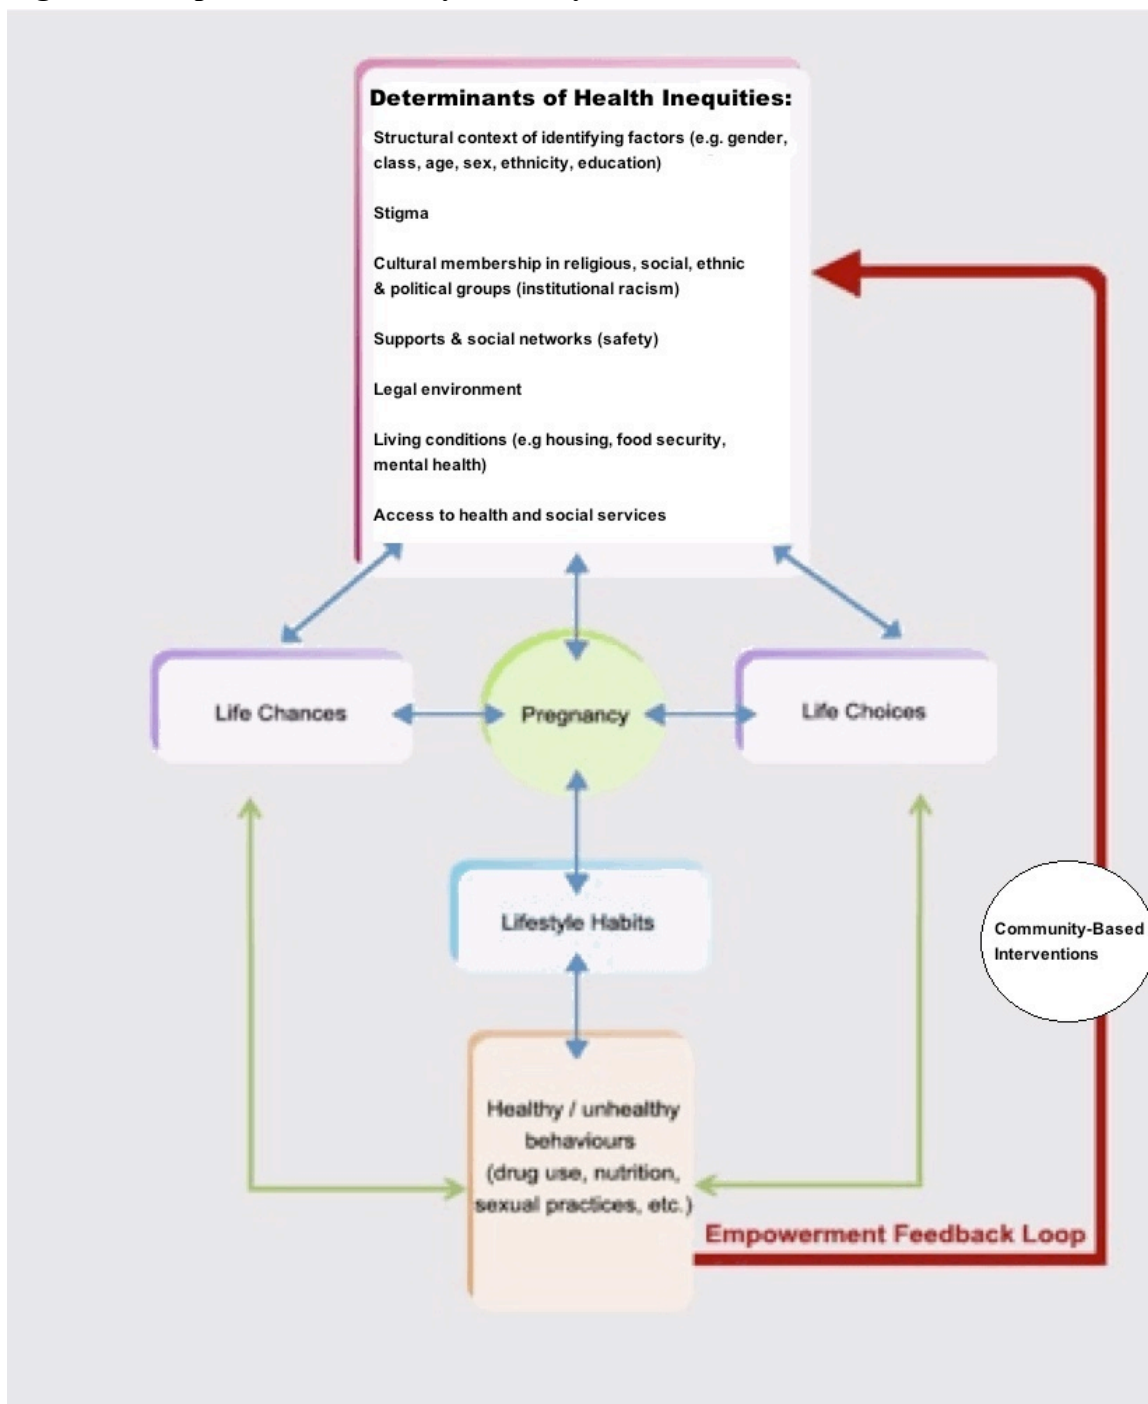 Determinants of Health Inequities:
Structural context of identifying factors (e.g. gender,
class, age, sex, ethnicity, education)
Stigma
Cultural membership in religious, social, ethnic
& political groups (institutional racism)
Supports & social networks (safety)
Legal environment
Living conditions (e.g housing, food security,
mental health)
Access to health and social services
Life Chances
Pregnancy
Life Choices
Lifestyle Habits
Community-Based
Interventions
Healthy / unhealthy
behaviours
(drug use, nutrition,
sexual practices, etc.)
Empowerment Feedback Loop